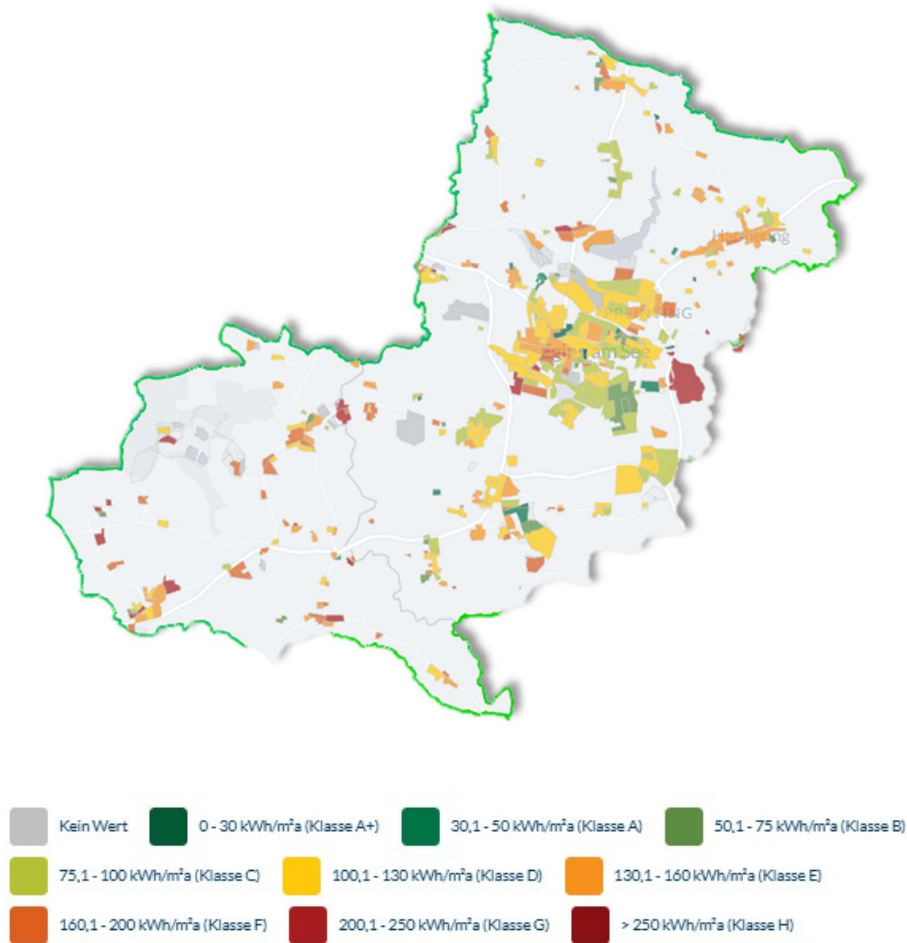 Kein Wert
0 - 30 kWh/m²a (Klasse A+)
30,1 - 50 kWh/m²a (Klasse A)
50,1 - 75 kWh/m²a (Klasse B)
75,1 - 100 kWh/m²a (Klasse C)
100,1 - 130 kWh/m²a (Klasse D)
130,1 - 160 kWh/m²a (Klasse E)
160,1 - 200 kWh/m²a (Klasse F)
200,1 - 250 kWh/m²a (Klasse G)
> 250 kWh/m²a (Klasse H)